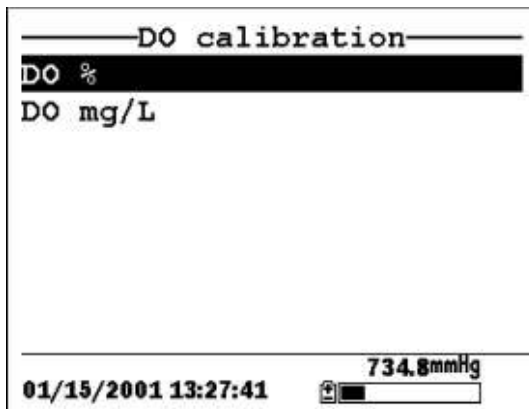 DO calibration
DO %
DO mg/L
734.8mmHg
01/15/2001 13:27:41